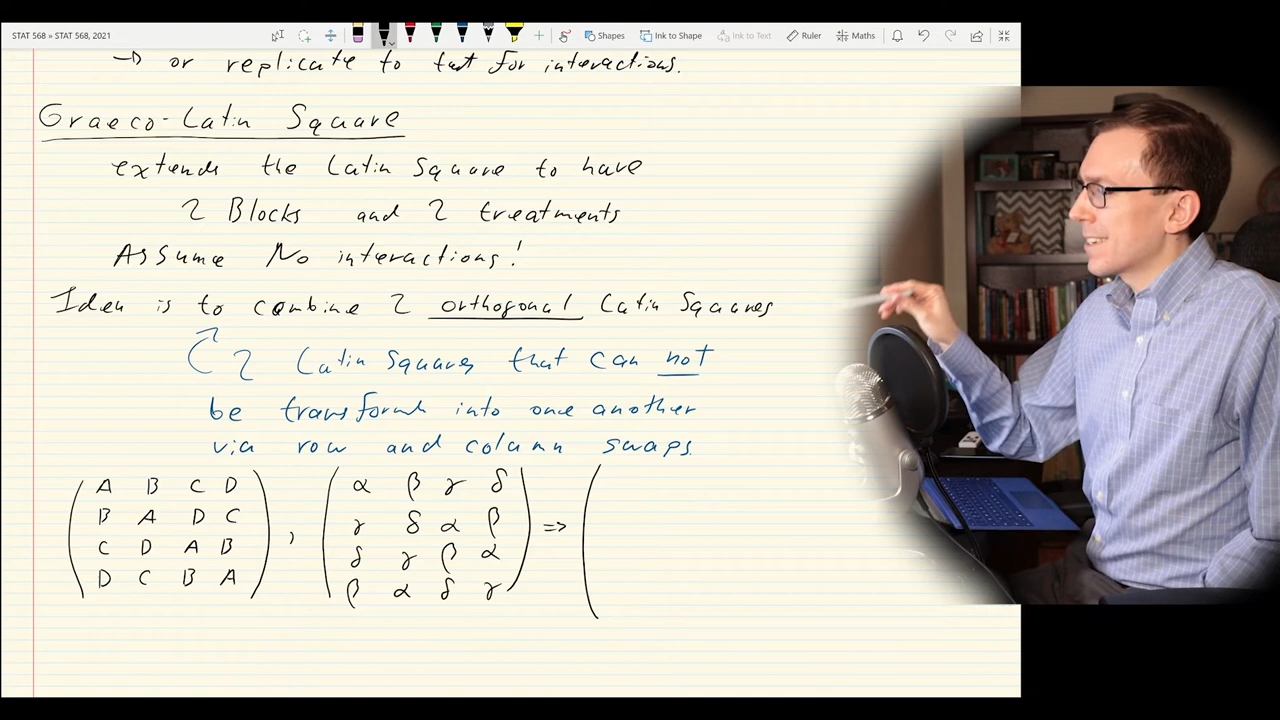 STAT 568 » STAT 568, 2021
Shapes Ink to Shape Ink to Text Ruler Maths
→ or replicate to test for interactions.
Graeco-Latin Square
extends the Latin Square to have
2 Blocks and 2 treatments
Assume No interactions!
Idea is to combine 2 orthogonal Latin Squares
2 Latin Squares that can not
be transform into one another
via row and column swaps.
A B C D α β γ δ
B A D C γ δ α β
C D A B , δ γ β α ⇒
D C B A β α δ γ